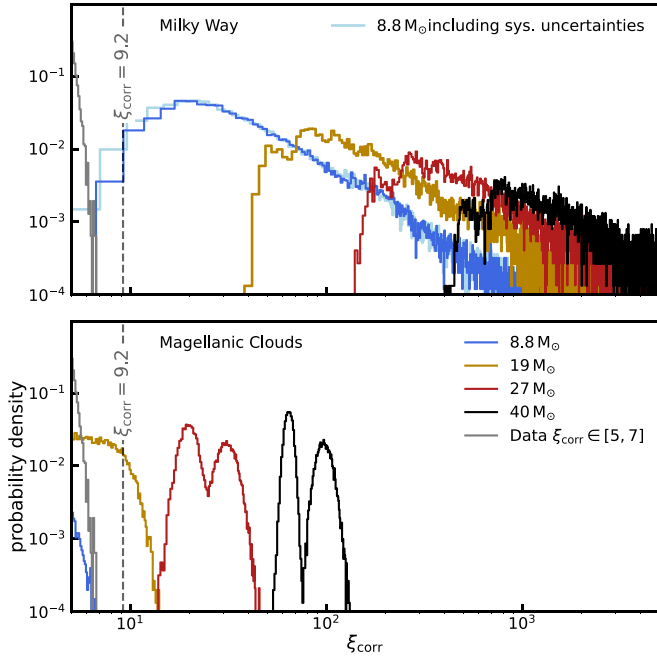 Milky Way
8.8 M☉including sys. uncertainties
ξcorr = 9.2
10⁻¹
10⁻²
10⁻³
10⁻⁴
Magellanic Clouds
ξcorr = 9.2
8.8 M☉
19 M☉
27 M☉
40 M☉
Data ξcorr ∈ [5, 7]
probability density
10⁻¹
10⁻²
10⁻³
10⁻⁴
10¹
10²
10³
ξcorr